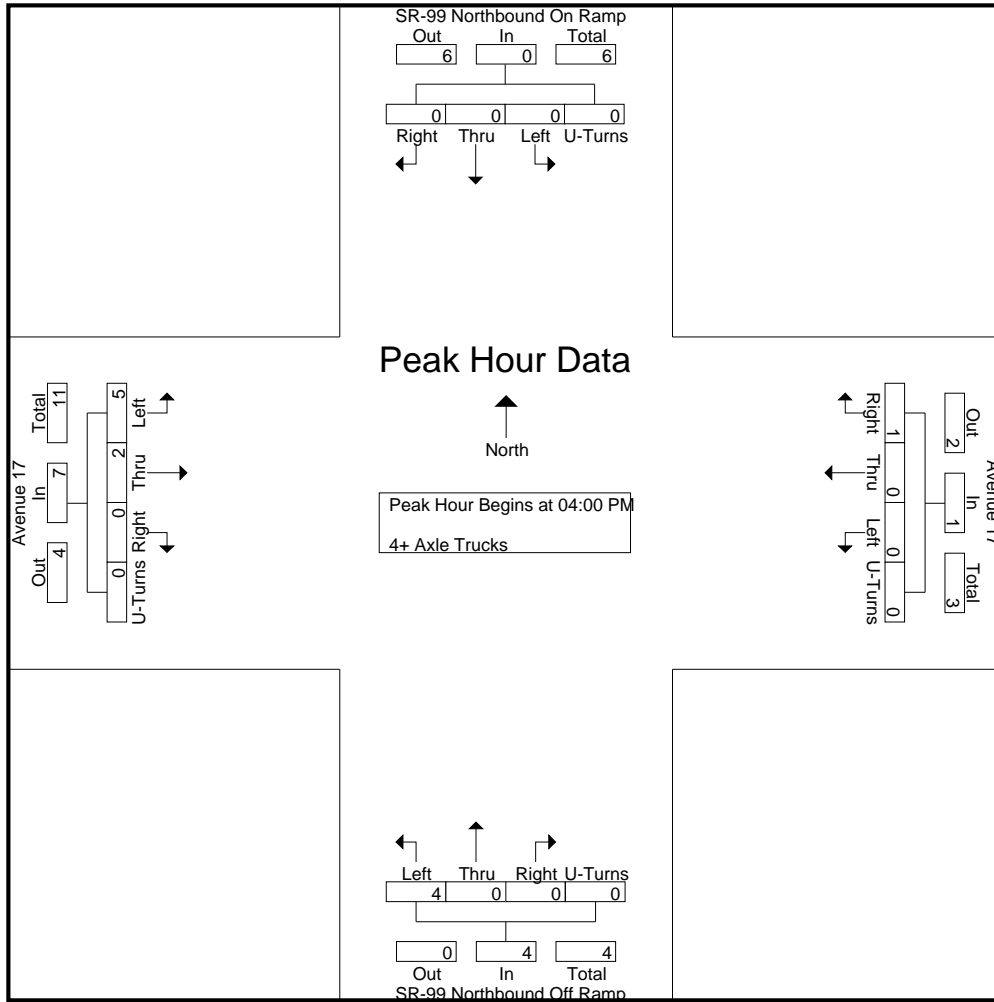 SR-99 Northbound On Ramp
Out In Total
6 0 6
0 0 0 0
Right Thru Left U-Turns
Peak Hour Data
North
Peak Hour Begins at 04:00 PM
4+ Axle Trucks
Avenue 17
Total In Out
11 7 4
5 2 0 0
Left Thru Right U-Turns
Right Thru Left U-Turns
1 0 0 0
2 1 3
Out In Total
Avenue 17
Left Thru Right U-Turns
4 0 0 0
0 4 4
Out In Total
SR-99 Northbound Off Ramp